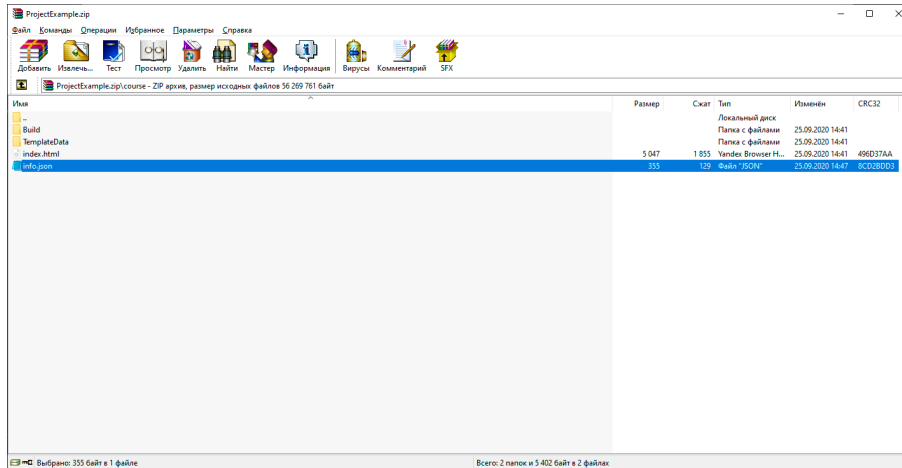 ProjectExample.zip
Файл Команды Операции Избранное Параметры Справка
Добавить Извлечь... Тест Просмотр Удалить Найти Мастер Информация Вирусы Комментарий SFX
ProjectExample.zip\course - ZIP архив, размер исходных файлов 56 269 761 байт
Имя Размер Сжат Тип Изменён CRC32
.. Локальный диск
Build Папка с файлами 25.09.2020 14:41
TemplateData Папка с файлами 25.09.2020 14:41
index.html 5 047 1 855 Yandex Browser H... 25.09.2020 14:41 496D37AA
info.json 355 129 Файл "JSON" 25.09.2020 14:47 8CD2BDD3
Выбрано: 355 байт в 1 файле Всего: 2 папок и 5 402 байт в 2 файлах